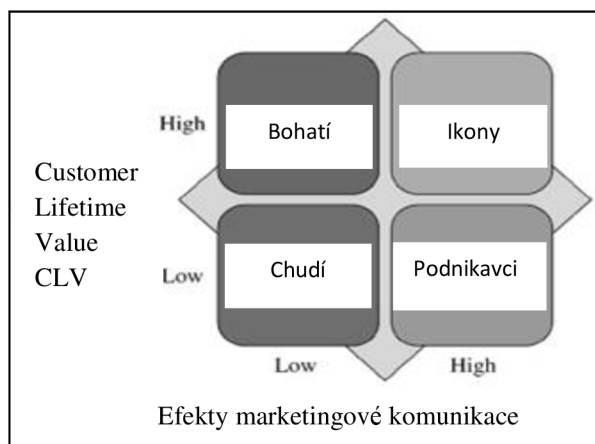 High
Bohatí
Ikony
Customer
Lifetime
Value
CLV
Low
Chudí
Podnikavci
Low
High
Efekty marketingové komunikace